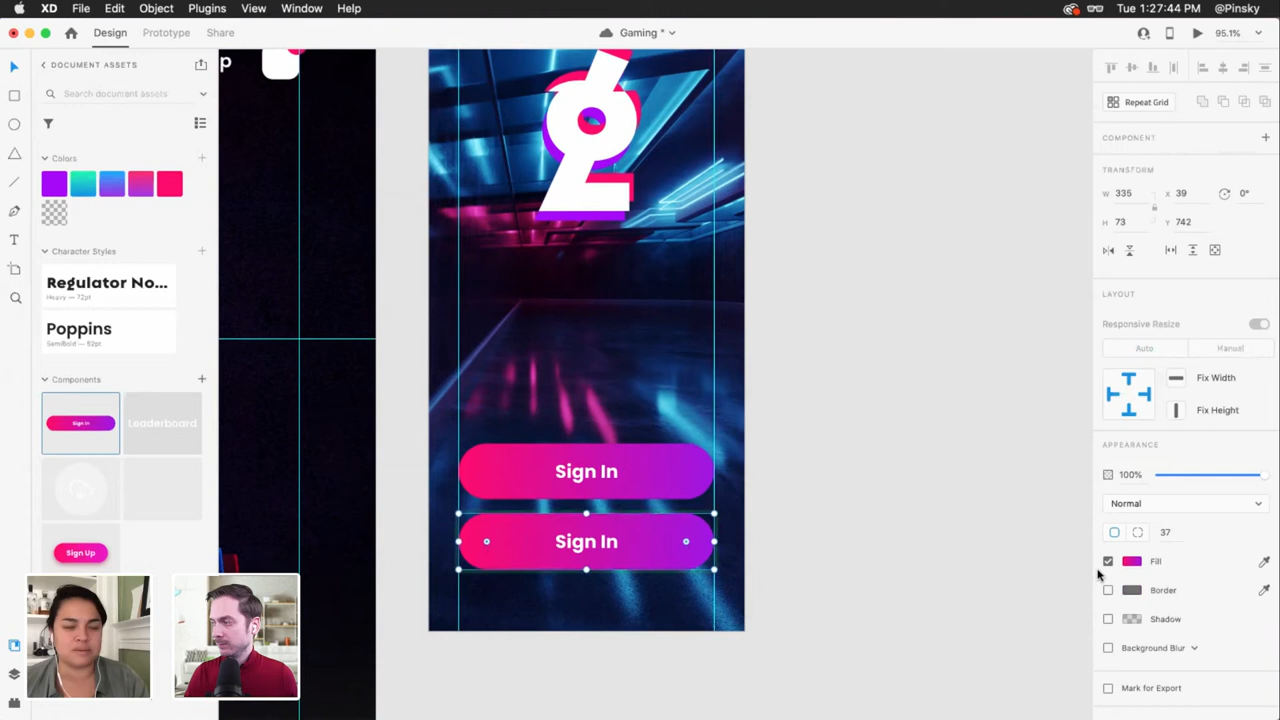 XD File Edit Object Plugins View Window Help
Tue 1:27:44 PM @Pinsky
Design Prototype Share
Gaming *
95.1%
DOCUMENT ASSETS
Search document assets
Colors
Character Styles
Regulator No...
Heavy — 72pt
Poppins
SemiBold — 52pt
Components
Sign In
Leaderboard
Sign Up
p
Sign In
Sign In
Repeat Grid
COMPONENT
TRANSFORM
W 335 X 39 0°
H 73 Y 742
LAYOUT
Responsive Resize
Auto Manual
Fix Width
Fix Height
APPEARANCE
100%
Normal
37
Fill
Border
Shadow
Background Blur
Mark for Export